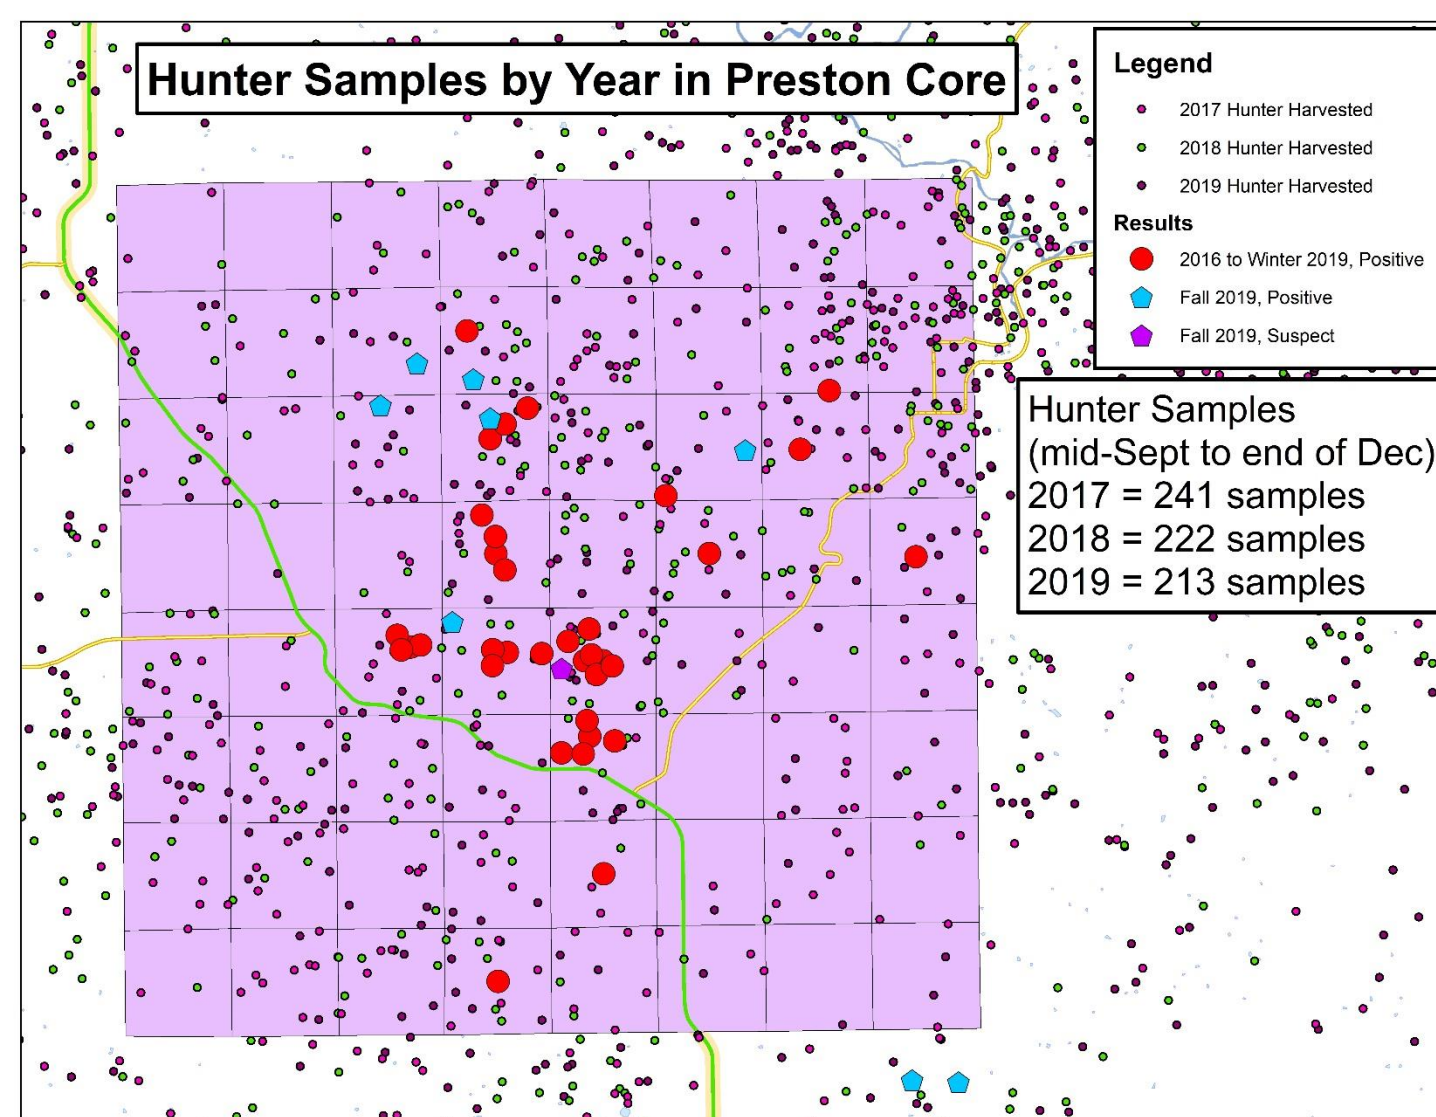 Hunter Samples by Year in Preston Core
Legend
2017 Hunter Harvested
2018 Hunter Harvested
2019 Hunter Harvested
Results
2016 to Winter 2019, Positive
Fall 2019, Positive
Fall 2019, Suspect
Hunter Samples
(mid-Sept to end of Dec)
2017 = 241 samples
2018 = 222 samples
2019 = 213 samples